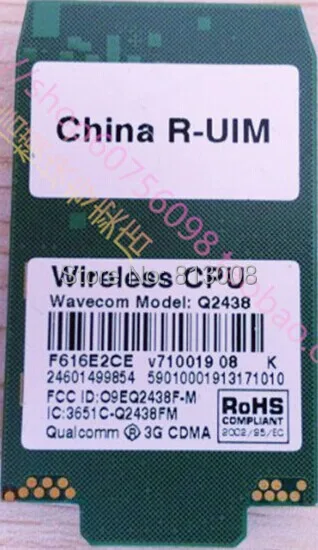 China R-UIM
Wireless CPU
Wavecom Model: Q2438
F616E2CE v710019 08 K
24601499854 59010001913171010
FCC ID: O9EQ2438F-M
IC:3651C-Q2438FM
Qualcomm ® 3G CDMA
RoHS
COMPLIANT
2002/95/EC